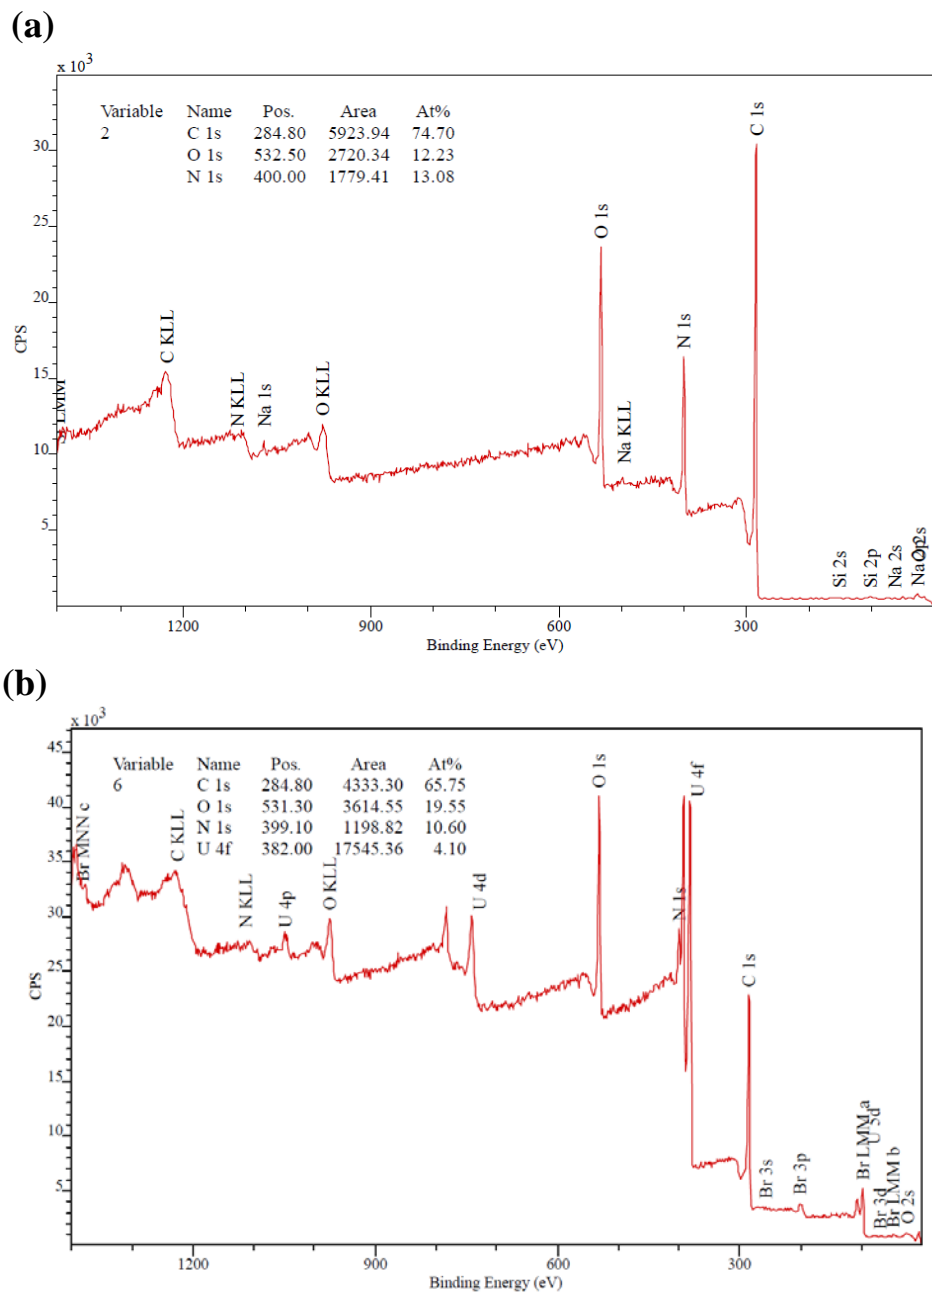 (a)
x 10³
Variable Name Pos. Area At%
2 C 1s 284.80 5923.94 74.70
O 1s 532.50 2720.34 12.23
N 1s 400.00 1779.41 13.08
C 1s
O 1s
N 1s
C KLL
N KLL
Na 1s
O KLL
Na KLL
Si 2s
Si 2p
Na 2s
Na 2p
O 2s
30
25
20
15
10
5
CPS
1200 900 600 300
Binding Energy (eV)
(b)
x 10³
Variable Name Pos. Area At%
6 C 1s 284.80 4333.30 65.75
O 1s 531.30 3614.55 19.55
N 1s 399.10 1198.82 10.60
U 4f 382.00 17545.36 4.10
Br MNN c
C KLL
N KLL
U 4p
O KLL
U 4d
O 1s
N 1s
U 4f
C 1s
Br 3s
Br 3p
Br LMM a
U 5d
Br 3d
Br LMM b
O 2s
45
40
35
30
25
20
15
10
5
CPS
1200 900 600 300
Binding Energy (eV)